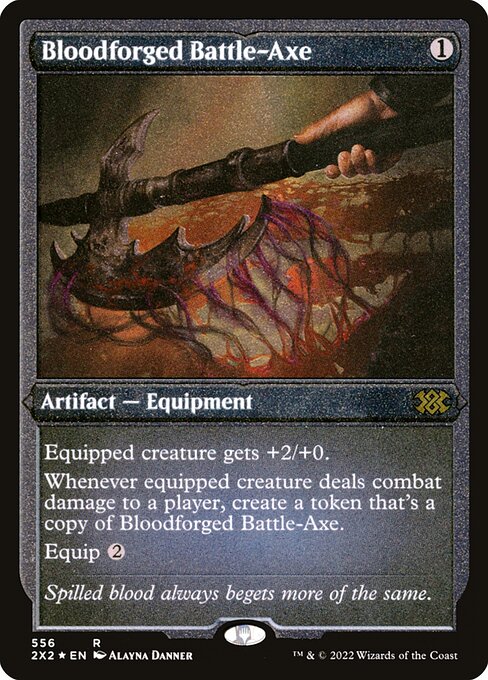 Bloodforged Battle-Axe 1
Artifact — Equipment
Equipped creature gets +2/+0.
Whenever equipped creature deals combat
damage to a player, create a token that's a
copy of Bloodforged Battle-Axe.
Equip 2
Spilled blood always begets more of the same.
556 R
2X2 ★ EN Alayna Danner ™ & © 2022 Wizards of the Coast